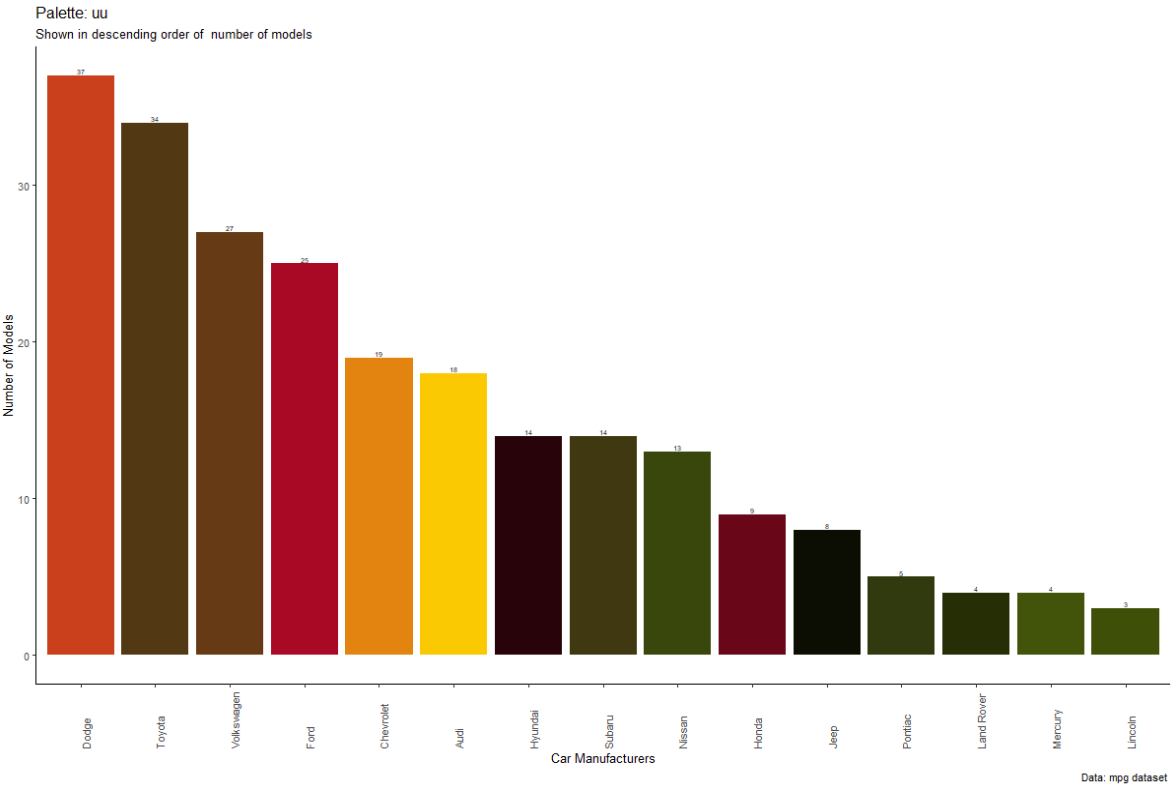 Palette: uu
Shown in descending order of  number of models
37
34
27
25
19
18
14
14
13
9
8
5
4
4
3
30
20
10
0
Number of Models
Dodge
Toyota
Volkswagen
Ford
Chevrolet
Audi
Hyundai
Subaru
Nissan
Honda
Jeep
Pontiac
Land Rover
Mercury
Lincoln
Car Manufacturers
Data: mpg dataset